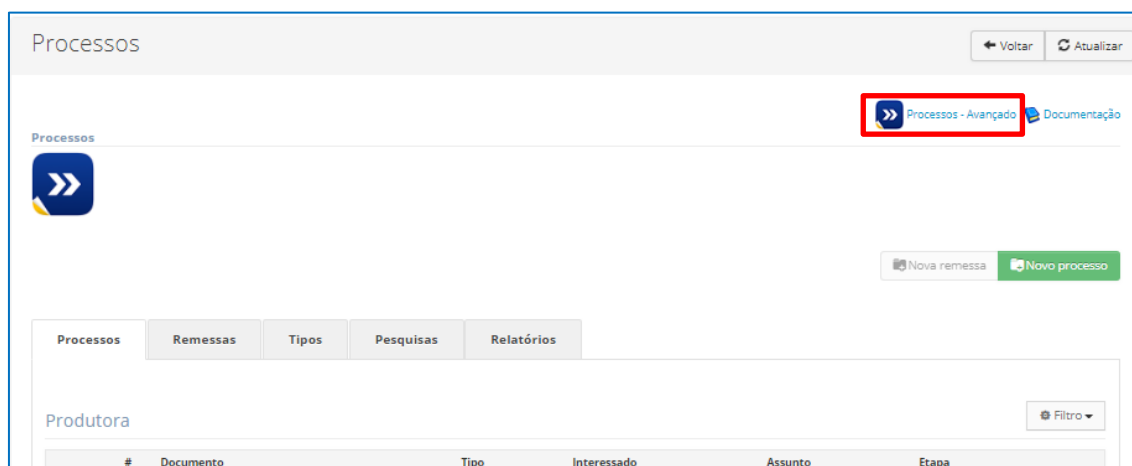 Processos
Voltar Atualizar
Processos - Avançado Documentação
Processos
Nova remessa Novo processo
Processos Remessas Tipos Pesquisas Relatórios
Produtora Filtro
# Documento Tipo Interessado Assunto Etapa